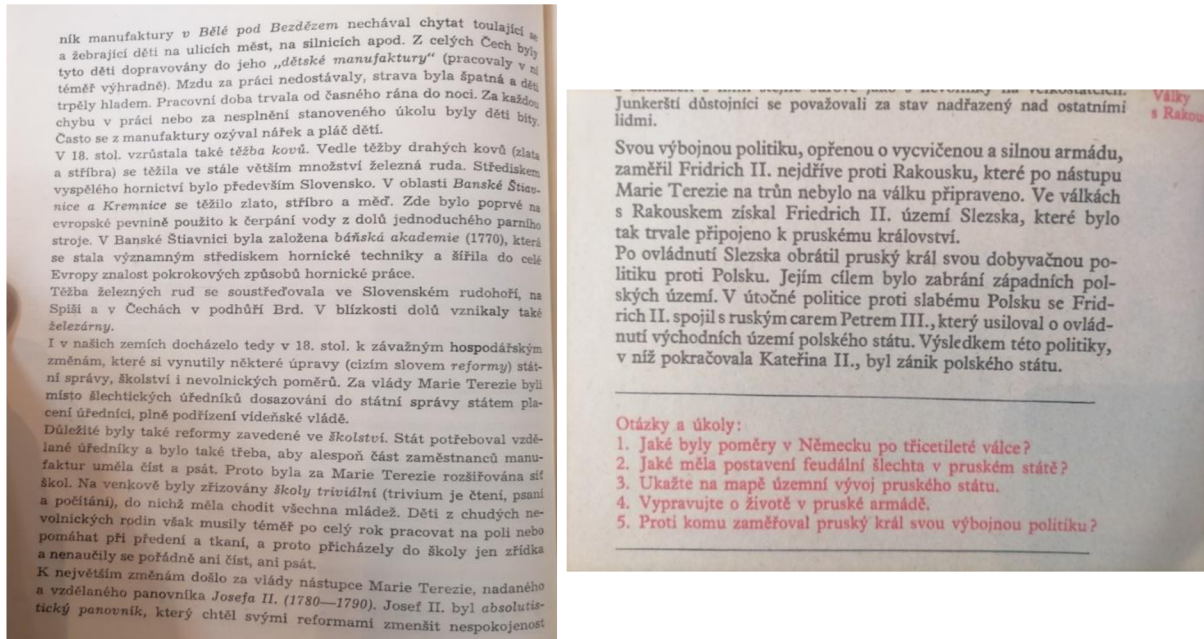 ník manufaktury v Bělé pod Bezdězem nechával chytat toulající se
a žebrající děti na ulicích měst, na silnicích apod. Z celých Čech byly
tyto děti dopravovány do jeho „dětské manufaktury“ (pracovaly v ní
téměř výhradně). Mzdu za práci nedostávaly, strava byla špatná a děti
trpěly hladem. Pracovní doba trvala od časného rána do noci. Za každou
chybu v práci nebo za nesplnění stanoveného úkolu byly děti bity.
Často se z manufaktury ozýval nářek a pláč dětí.
V 18. stol. vzrůstala také těžba kovů. Vedle těžby drahých kovů (zlata
a stříbra) se těžila ve stále větším množství železná ruda. Střediskem
vyspělého hornictví bylo především Slovensko. V oblasti Banské Štiav-
nice a Kremnice se těžilo zlato, stříbro a měď. Zde bylo poprvé na
evropské pevnině použito k čerpání vody z dolů jednoduchého parního
stroje. V Banské Štiavnici byla založena báňská akademie (1770), která
se stala významným střediskem hornické techniky a šířila do celé
Evropy znalost pokrokových způsobů hornické práce.
Těžba železných rud se soustřeďovala ve Slovenském rudohoří, na
Spiši a v Čechách v podhůří Brd. V blízkosti dolů vznikaly také
železárny.
I v našich zemích docházelo tedy v 18. stol. k závažným hospodářským
změnám, které si vynutily některé úpravy (cizím slovem reformy) stát-
ní správy, školství i nevolnických poměrů. Za vlády Marie Terezie byli
místo šlechtických úředníků dosazováni do státní správy státem pla-
cení úředníci, plně podřízení vídeňské vládě.
Důležité byly také reformy zavedené ve školství. Stát potřeboval vzdě-
lané úředníky a bylo také třeba, aby alespoň část zaměstnanců manu-
faktur uměla číst a psát. Proto byla za Marie Terezie rozšiřována síť
škol. Na venkově byly zřizovány školy triviální (trivium je čtení, psaní
a počítání), do nichž měla chodit všechna mládež. Děti z chudých ne-
volnických rodin však musily téměř po celý rok pracovat na poli nebo
pomáhat při předení a tkaní, a proto přicházely do školy jen zřídka
a nenaučily se pořádně ani číst, ani psát.
K největším změnám došlo za vlády nástupce Marie Terezie, nadaného
a vzdělaného panovníka Josefa II. (1780—1790). Josef II. byl absolutis-
tický panovník, který chtěl svými reformami zmenšit nespokojenost
Junkerští důstojníci se považovali za stav nadřazený nad ostatními
lidmi.
Války
s Rakou
Svou výbojnou politiku, opřenou o vycvičenou a silnou armádu,
zaměřil Fridrich II. nejdříve proti Rakousku, které po nástupu
Marie Terezie na trůn nebylo na válku připraveno. Ve válkách
s Rakouskem získal Friedrich II. území Slezska, které bylo
tak trvale připojeno k pruskému království.
Po ovládnutí Slezska obrátil pruský král svou dobyvačnou po-
litiku proti Polsku. Jejím cílem bylo zabrání západních pol-
ských území. V útočné politice proti slabému Polsku se Frid-
rich II. spojil s ruským carem Petrem III., který usiloval o ovlád-
nutí východních území polského státu. Výsledkem této politiky,
v níž pokračovala Kateřina II., byl zánik polského státu.
Otázky a úkoly:
1. Jaké byly poměry v Německu po třicetileté válce?
2. Jaké měla postavení feudální šlechta v pruském státě?
3. Ukažte na mapě územní vývoj pruského státu.
4. Vypravujte o životě v pruské armádě.
5. Proti komu zaměřoval pruský král svou výbojnou politiku?